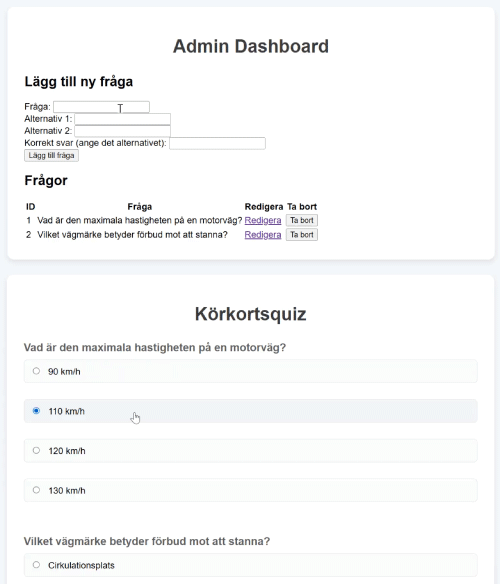 Admin Dashboard
Lägg till ny fråga
Fråga:
Alternativ 1:
Alternativ 2:
Korrekt svar (ange det alternativet):
Lägg till fråga
Frågor
ID Fråga Redigera Ta bort
1 Vad är den maximala hastigheten på en motorväg? Redigera Ta bort
2 Vilket vägmärke betyder förbud mot att stanna? Redigera Ta bort
Körkortsquiz
Vad är den maximala hastigheten på en motorväg?
90 km/h
110 km/h
120 km/h
130 km/h
Vilket vägmärke betyder förbud mot att stanna?
Cirkulationsplats